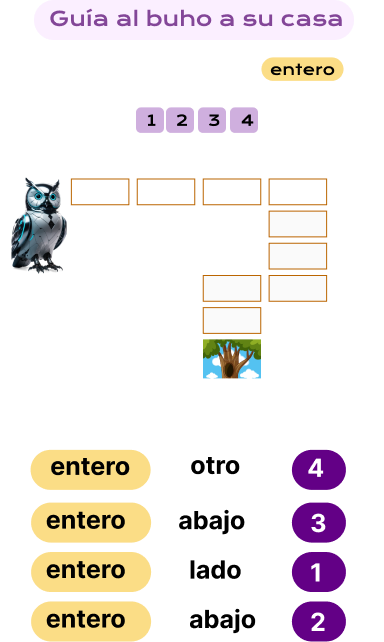 Guía al buho a su casa
entero
1 2 3 4
entero otro 4
entero abajo 3
entero lado 1
entero abajo 2